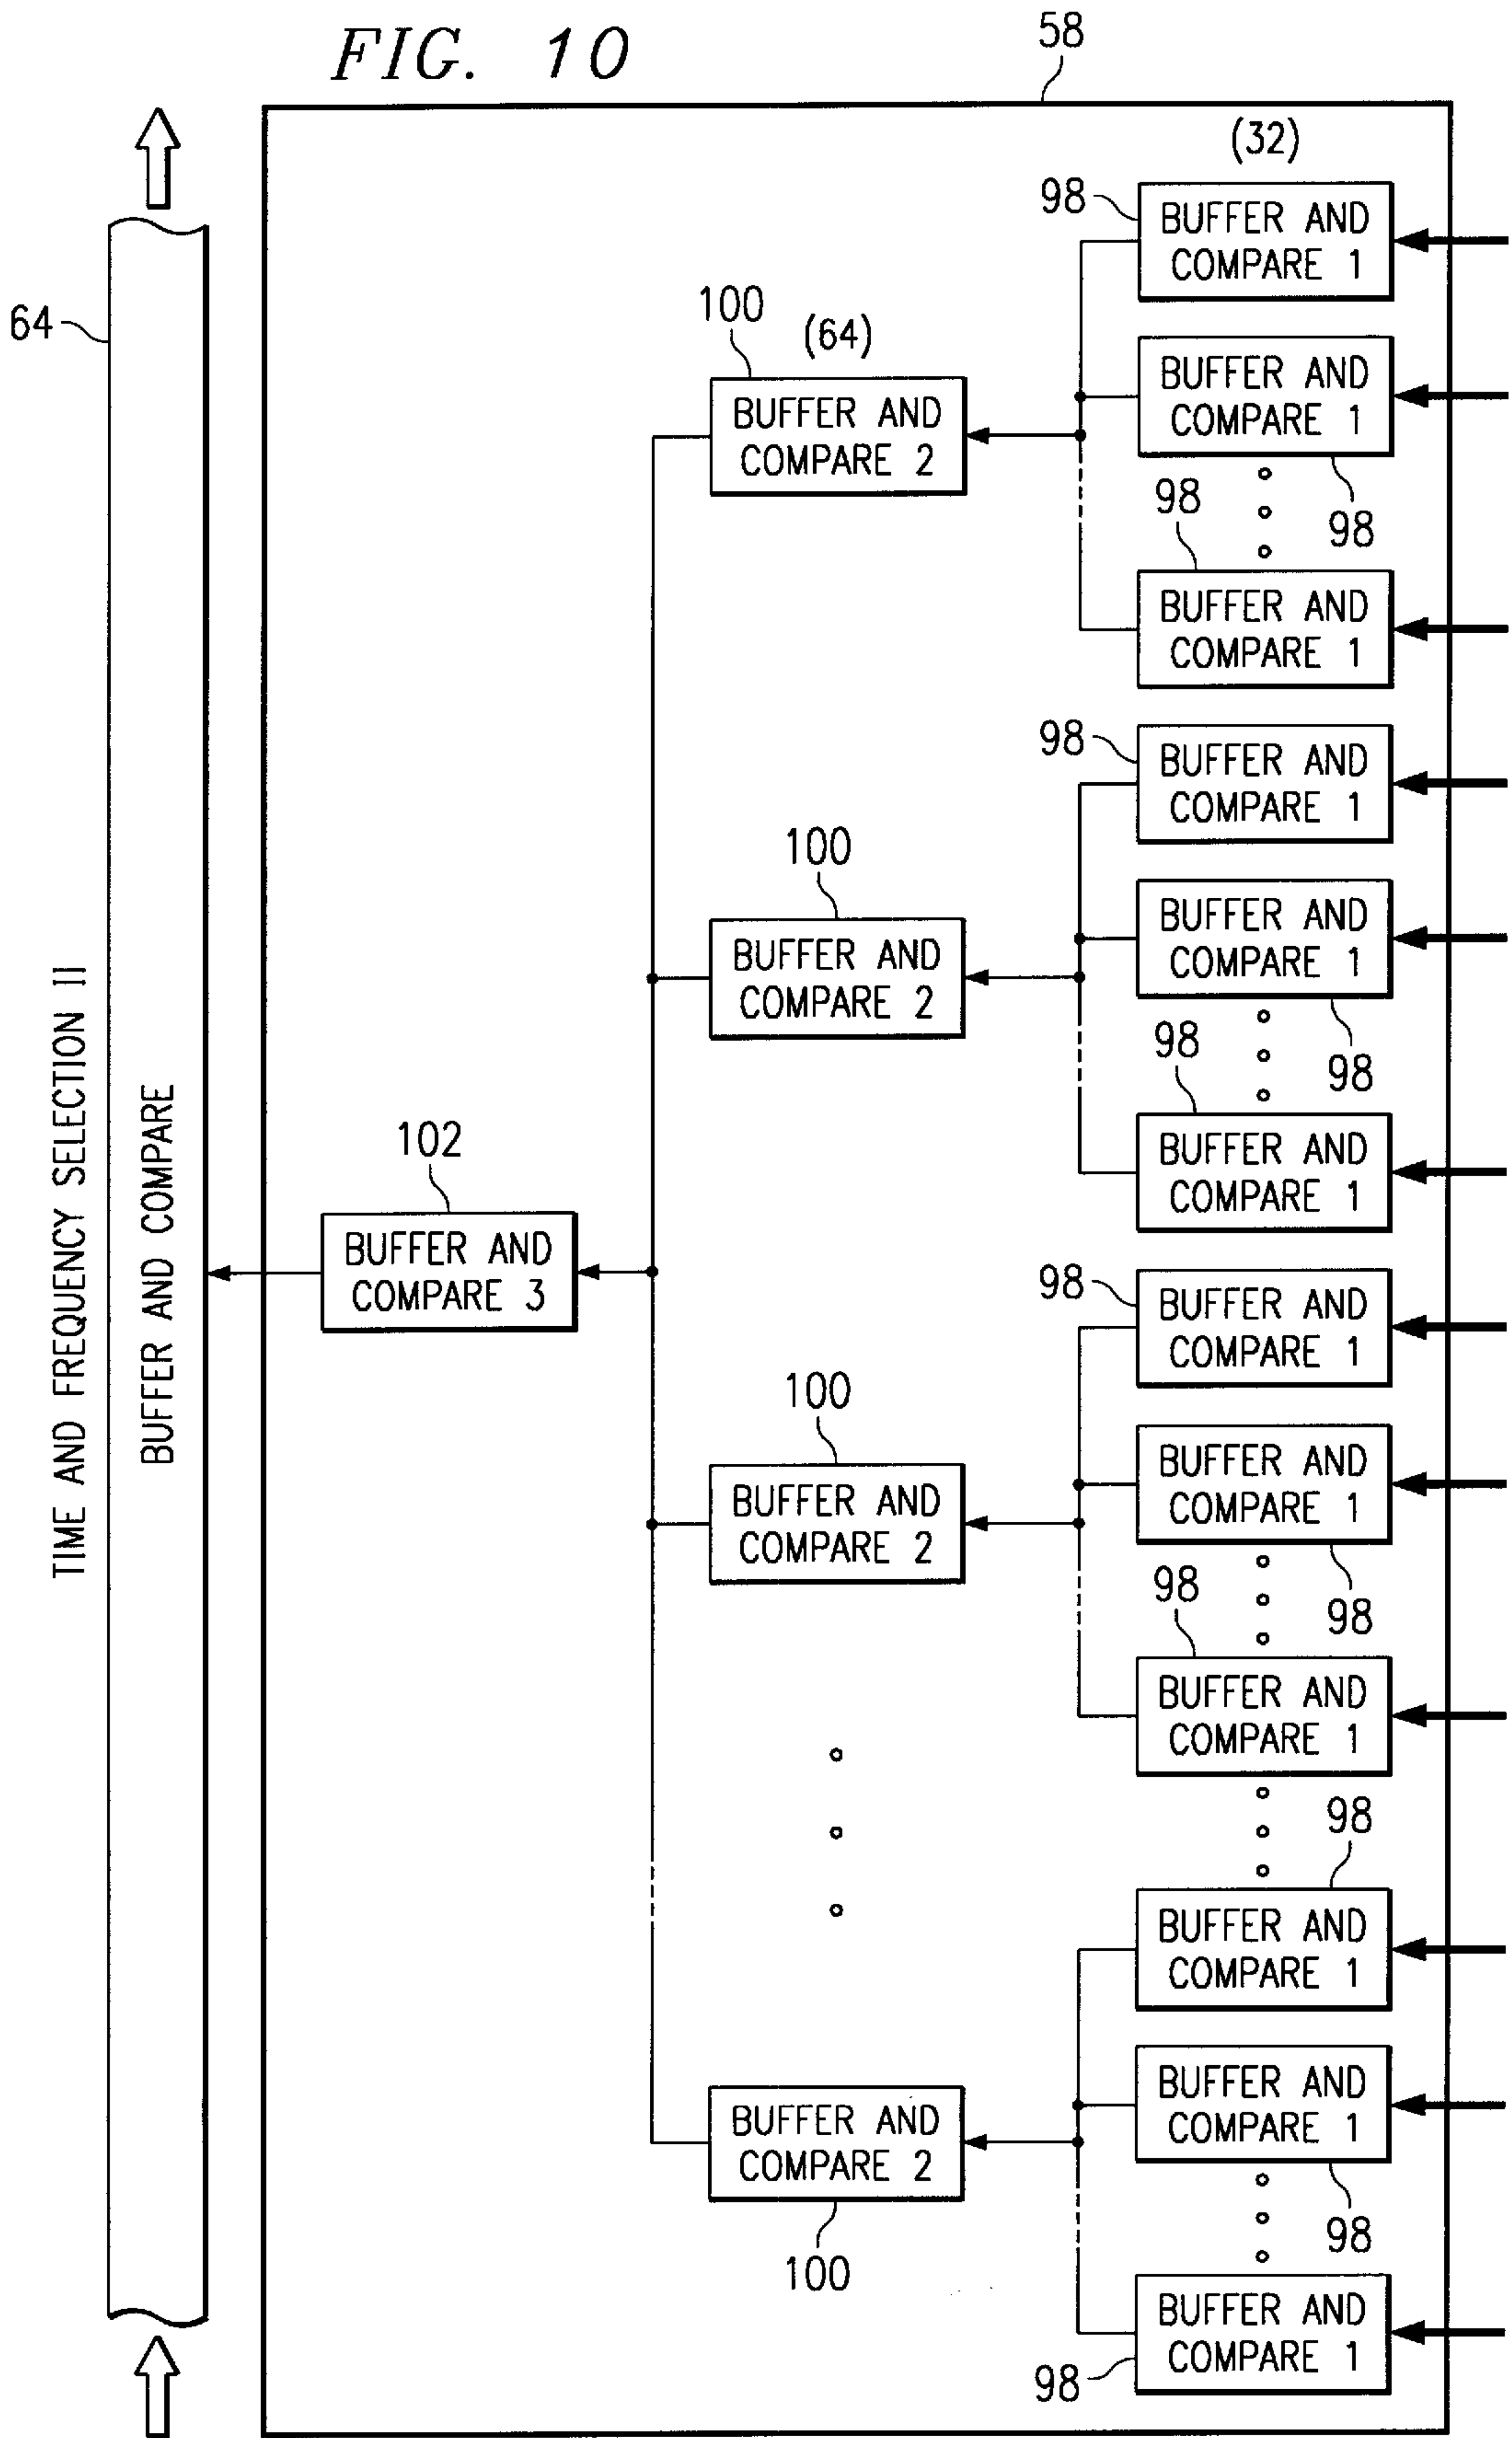 FIG. 10
58
(32)
98
BUFFER AND
COMPARE 1
64
100
(64)
BUFFER AND
COMPARE 1
BUFFER AND
COMPARE 2
98
98
BUFFER AND
COMPARE 1
98
BUFFER AND
COMPARE 1
100
BUFFER AND
COMPARE 1
BUFFER AND
COMPARE 2
98
98
BUFFER AND
COMPARE 1
TIME AND FREQUENCY SELECTION II
BUFFER AND COMPARE
102
BUFFER AND
COMPARE 3
98
BUFFER AND
COMPARE 1
100
BUFFER AND
COMPARE 1
BUFFER AND
COMPARE 2
98
98
BUFFER AND
COMPARE 1
98
BUFFER AND
COMPARE 1
BUFFER AND
COMPARE 1
BUFFER AND
COMPARE 2
98
100
BUFFER AND
COMPARE 1
98